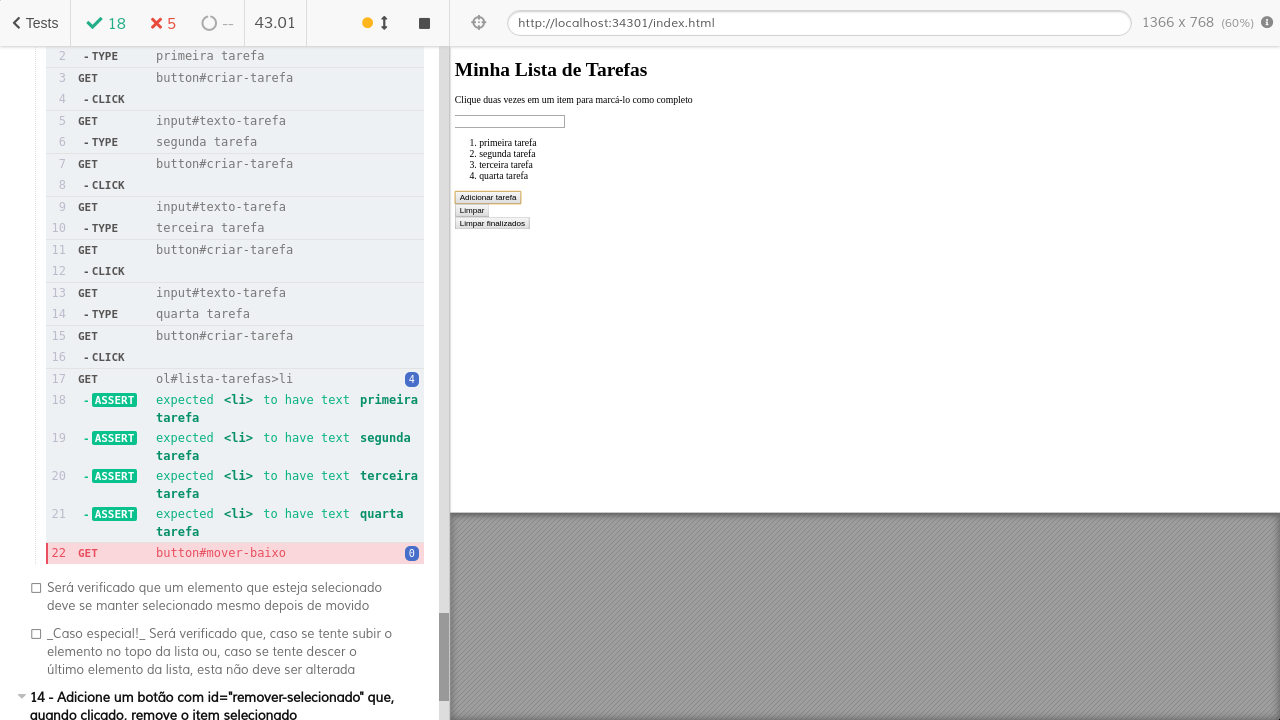 Tests 18 5 -- 43.01 http://localhost:34301/index.html 1366 x 768 (60%)
2 - TYPE primeira tarefa
3 GET button#criar-tarefa
4 - CLICK
5 GET input#texto-tarefa
6 - TYPE segunda tarefa
7 GET button#criar-tarefa
8 - CLICK
9 GET input#texto-tarefa
10 - TYPE terceira tarefa
11 GET button#criar-tarefa
12 - CLICK
13 GET input#texto-tarefa
14 - TYPE quarta tarefa
15 GET button#criar-tarefa
16 - CLICK
17 GET ol#lista-tarefas>li 4
18 - ASSERT expected <li> to have text primeira
tarefa
19 - ASSERT expected <li> to have text segunda
tarefa
20 - ASSERT expected <li> to have text terceira
tarefa
21 - ASSERT expected <li> to have text quarta
tarefa
22 GET button#mover-baixo 0
Será verificado que um elemento que esteja selecionado
deve se manter selecionado mesmo depois de movido
_Caso especial!_ Será verificado que, caso se tente subir o
elemento no topo da lista ou, caso se tente descer o
último elemento da lista, esta não deve ser alterada
14 - Adicione um botão com id="remover-selecionado" que,
quando clicado, remove o item selecionado
Minha Lista de Tarefas
Clique duas vezes em um item para marcá-lo como completo
1. primeira tarefa
2. segunda tarefa
3. terceira tarefa
4. quarta tarefa
Adicionar tarefa
Limpar
Limpar finalizados